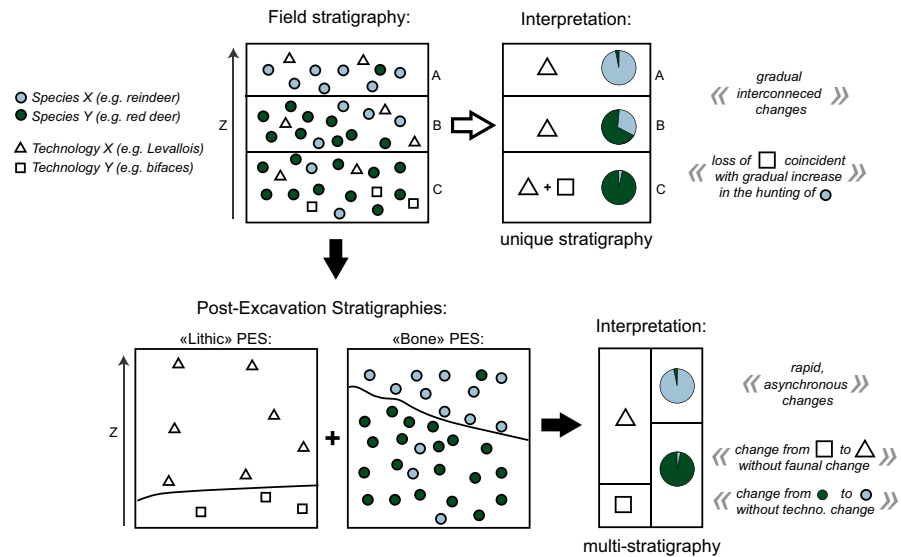 Field stratigraphy:
Interpretation:
Species X (e.g. reindeer)
Species Y (e.g. red deer)
Technology X (e.g. Levallois)
Technology Y (e.g. bifaces)
Z
A
B
C
A
B
C
+
unique stratigraphy
« gradual »
interconneced
changes
« loss of coincident »
with gradual increase
in the hunting of
Post-Excavation Stratigraphies:
«Lithic» PES:
«Bone» PES:
Z
+
Interpretation:
multi-stratigraphy
« rapid, »
asynchronous
changes
« change from to »
without faunal change
« change from to »
without techno. change